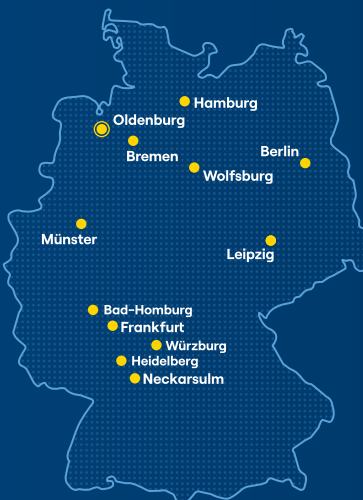 Hamburg
Oldenburg
Bremen
Berlin
Wolfsburg
Münster
Leipzig
Bad-Homburg
Frankfurt
Würzburg
Heidelberg
Neckarsulm